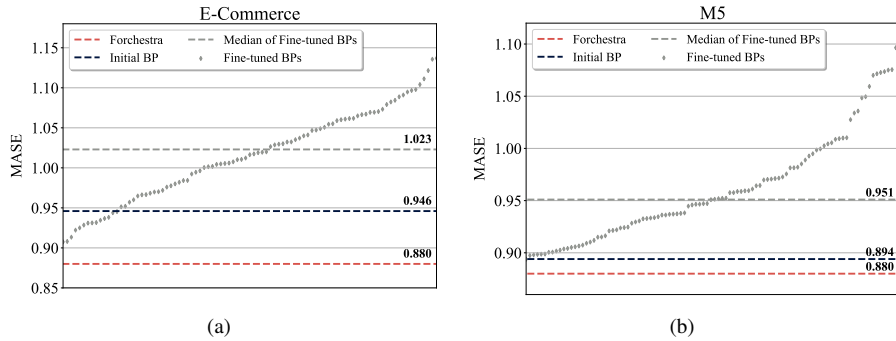 E-Commerce
Forchestra
Initial BP
Median of Fine-tuned BPs
Fine-tuned BPs
MASE
1.15
1.10
1.05
1.00
0.95
0.90
0.85
1.023
0.946
0.880
(a)
M5
Forchestra
Initial BP
Median of Fine-tuned BPs
Fine-tuned BPs
MASE
1.10
1.05
1.00
0.95
0.90
0.951
0.894
0.880
(b)